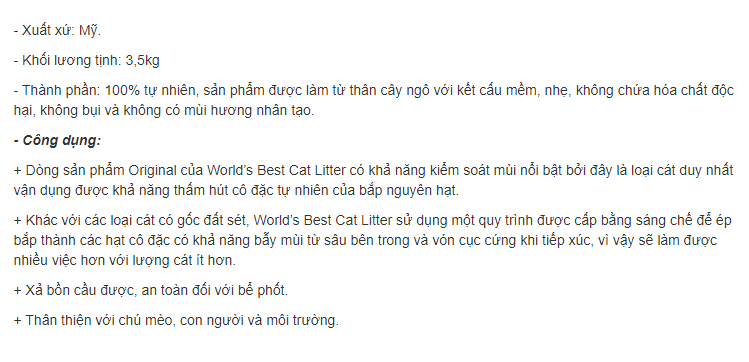 - Xuất xứ: Mỹ.
- Khối lương tịnh: 3,5kg
- Thành phần: 100% tự nhiên, sản phẩm được làm từ thân cây ngô với kết cấu mềm, nhẹ, không chứa hóa chất độc
hại, không bụi và không có mùi hương nhân tạo.
- Công dụng:
+ Dòng sản phẩm Original của World's Best Cat Litter có khả năng kiểm soát mùi nổi bật bởi đây là loại cát duy nhất
vận dụng được khả năng thấm hút cô đặc tự nhiên của bắp nguyên hạt.
+ Khác với các loại cát có gốc đất sét, World's Best Cat Litter sử dụng một quy trình được cấp bằng sáng chế để ép
bắp thành các hạt cô đặc có khả năng bẫy mùi từ sâu bên trong và vón cục cứng khi tiếp xúc, vì vậy sẽ làm được
nhiều việc hơn với lượng cát ít hơn.
+ Xả bồn cầu được, an toàn đối với bể phốt.
+ Thân thiện với chú mèo, con người và môi trường.